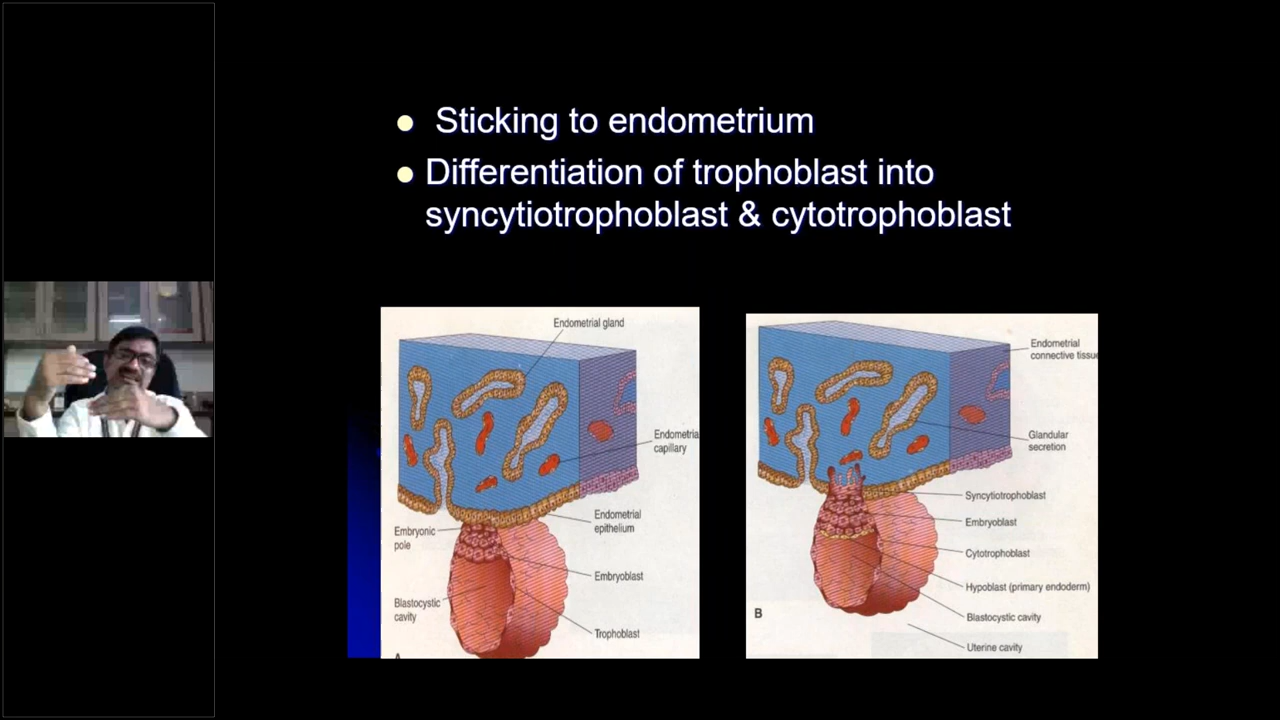 Sticking to endometrium
Differentiation of trophoblast into
syncytiotrophoblast & cytotrophoblast
Endometrial gland
Endometria
capillary
Endometrial
epithelium
Embryonic
pole
Embryoblast
Blastocystic
cavity
Trophoblast
A
Endometrial
connective tissue
Glandular
secretion
Syncytiotrophoblast
Embryoblast
Cytotrophoblast
Hypoblast (primary endoderm)
B
Blastocystic cavity
Uterine cavity